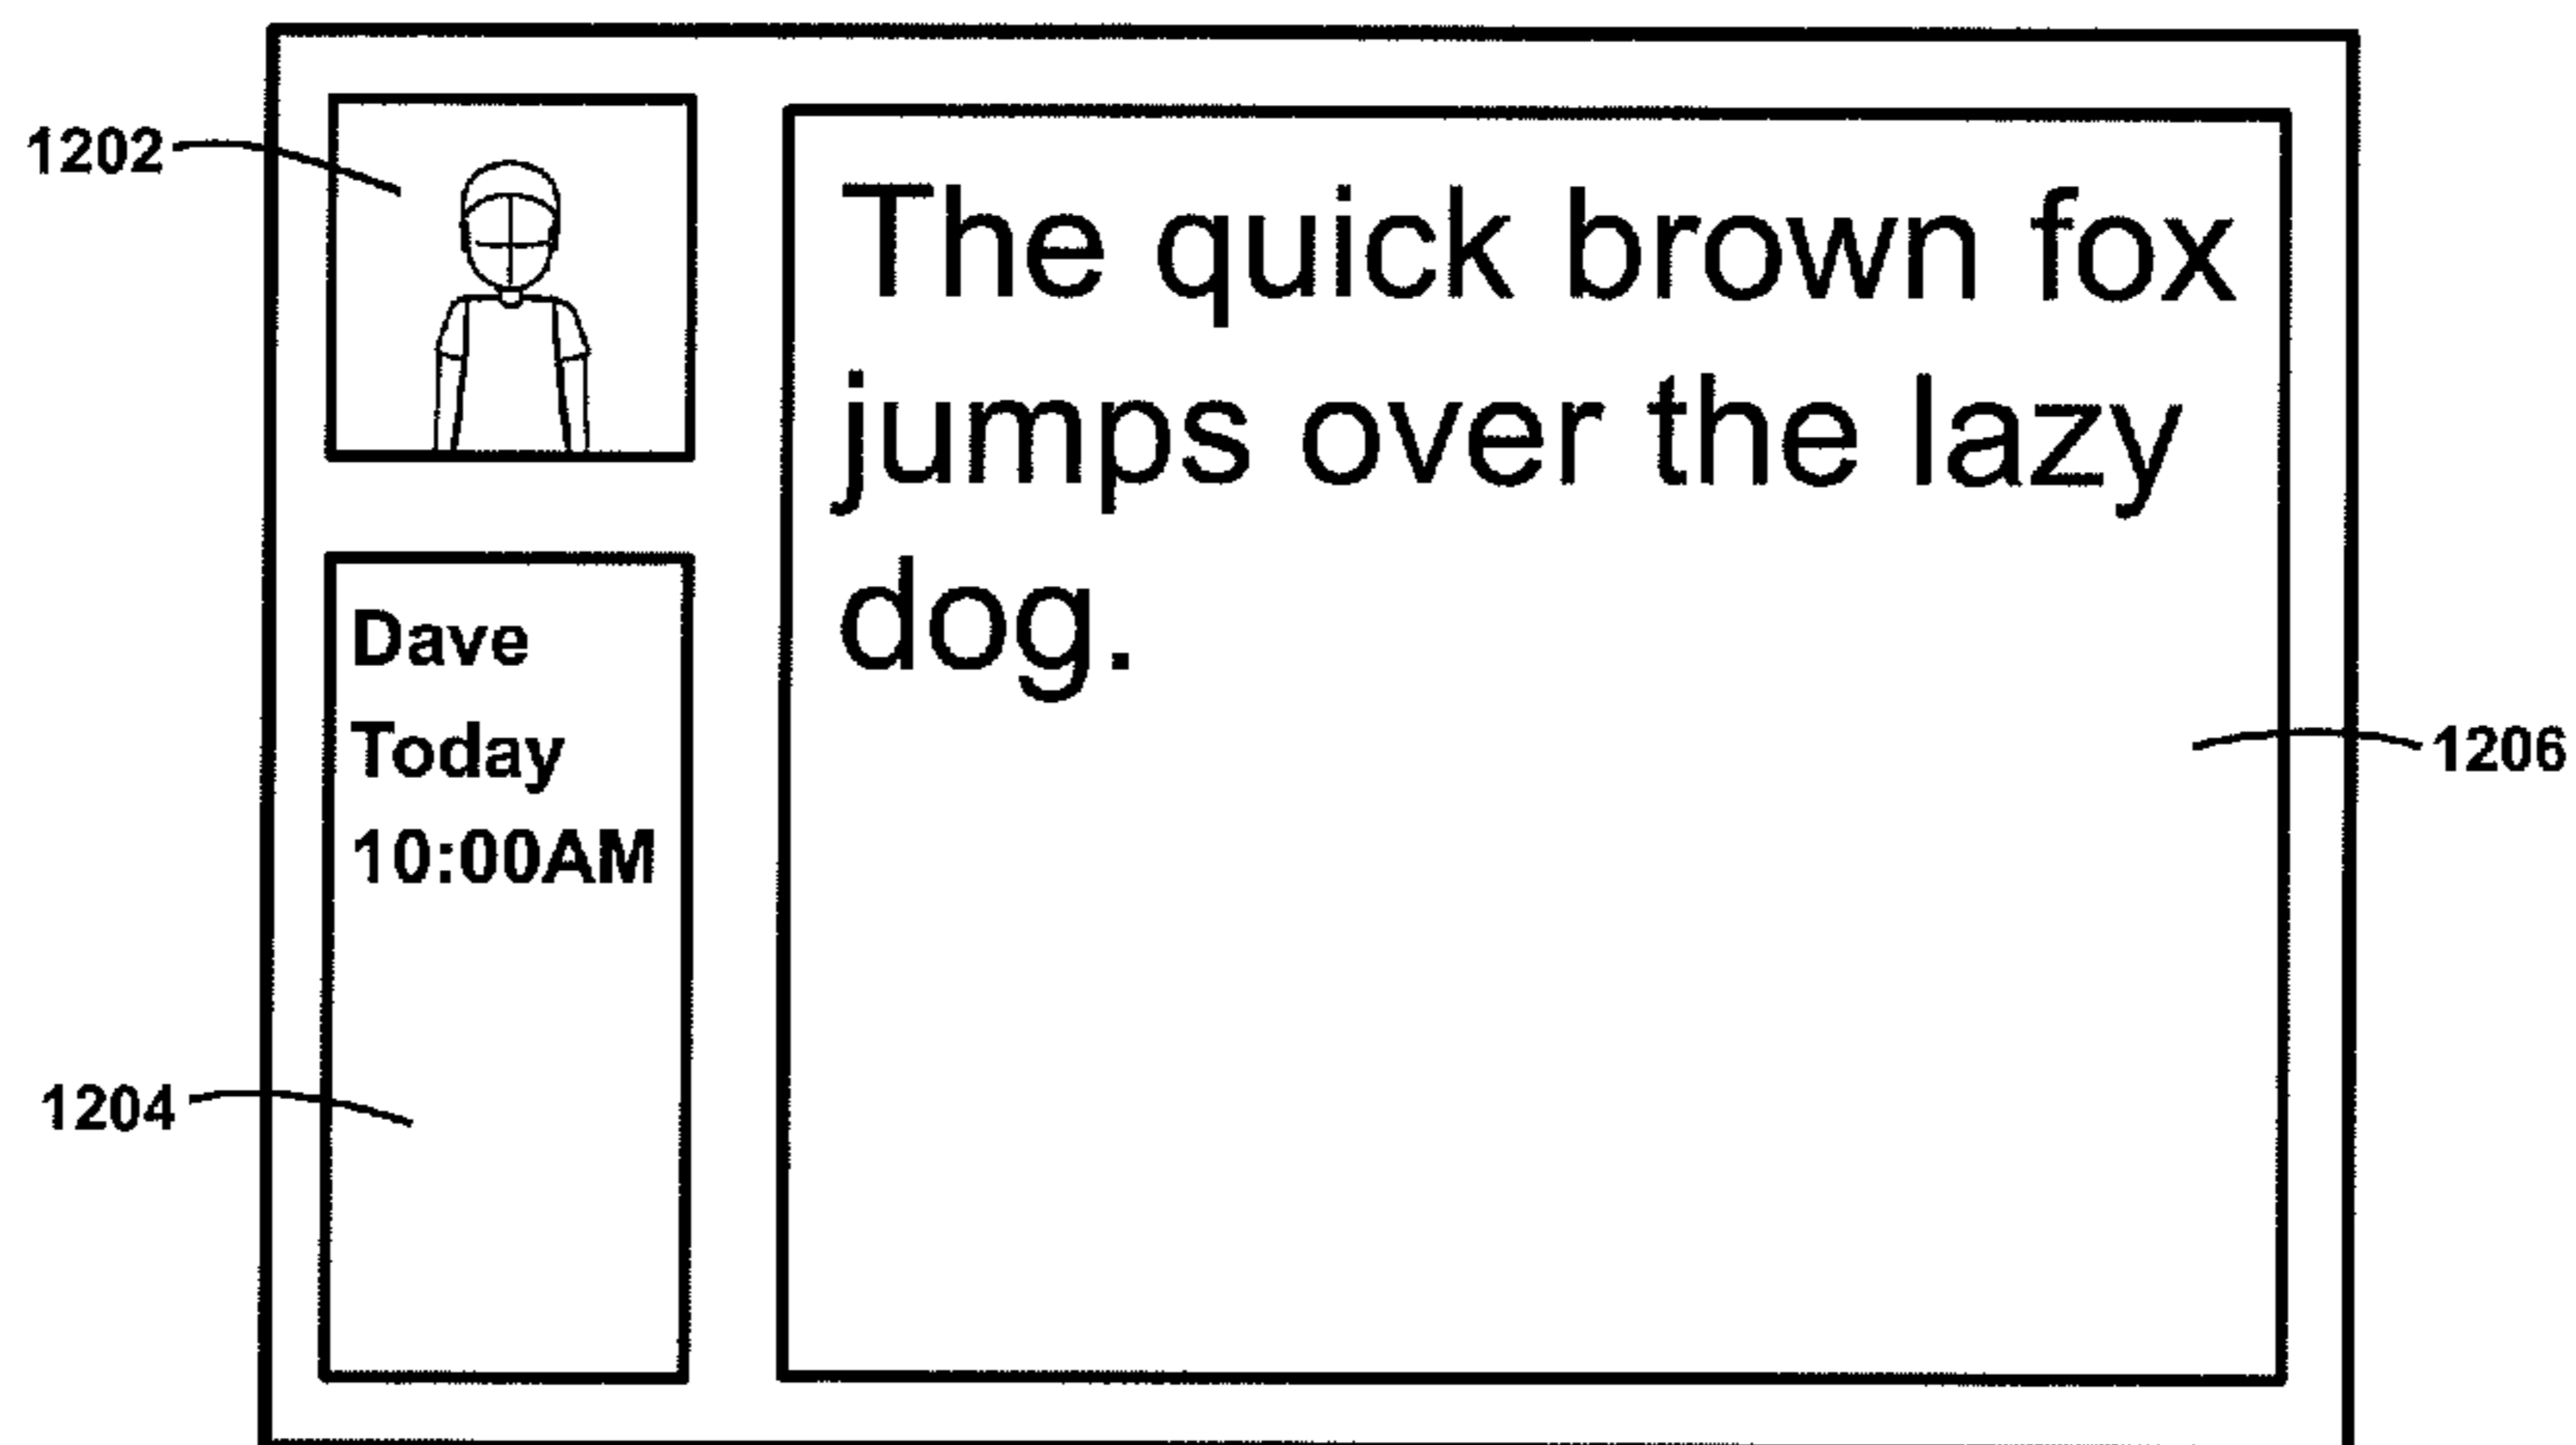 1202
The quick brown fox
jumps over the lazy
dog.
Dave
Today
10:00AM
1206
1204